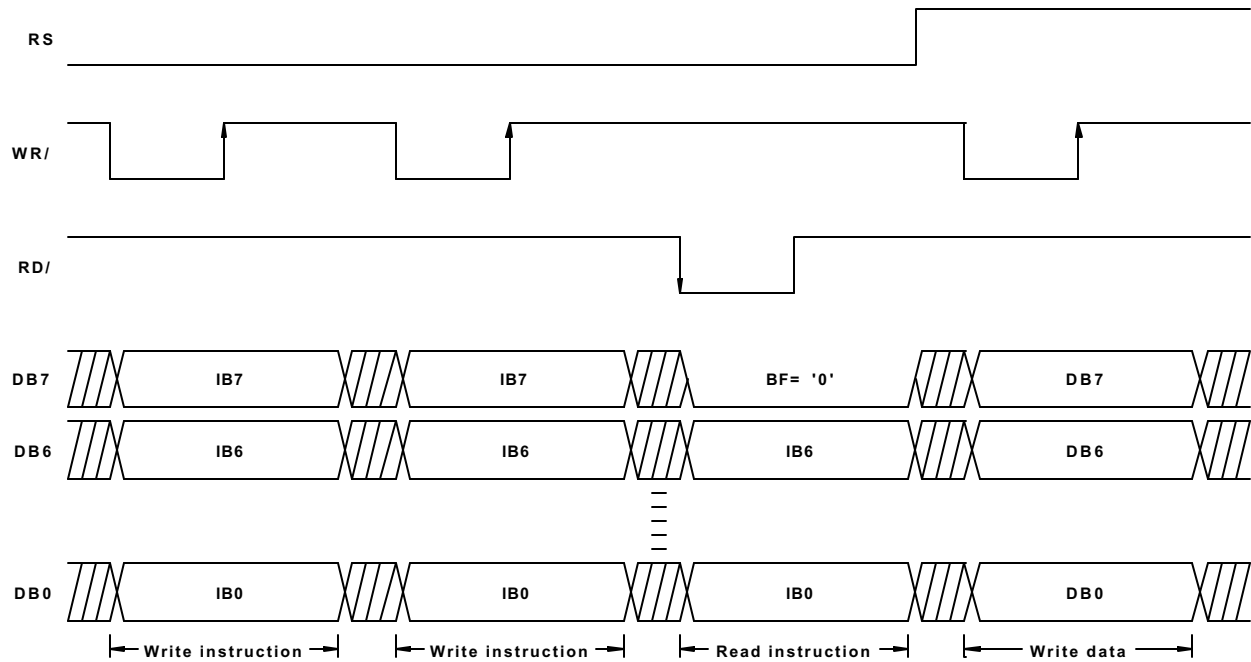 RS
WR/
RD/
DB7 IB7 IB7 BF= '0' DB7
DB6 IB6 IB6 IB6 DB6
DB0 IB0 IB0 IB0 DB0
Write instruction Write instruction Read instruction Write data